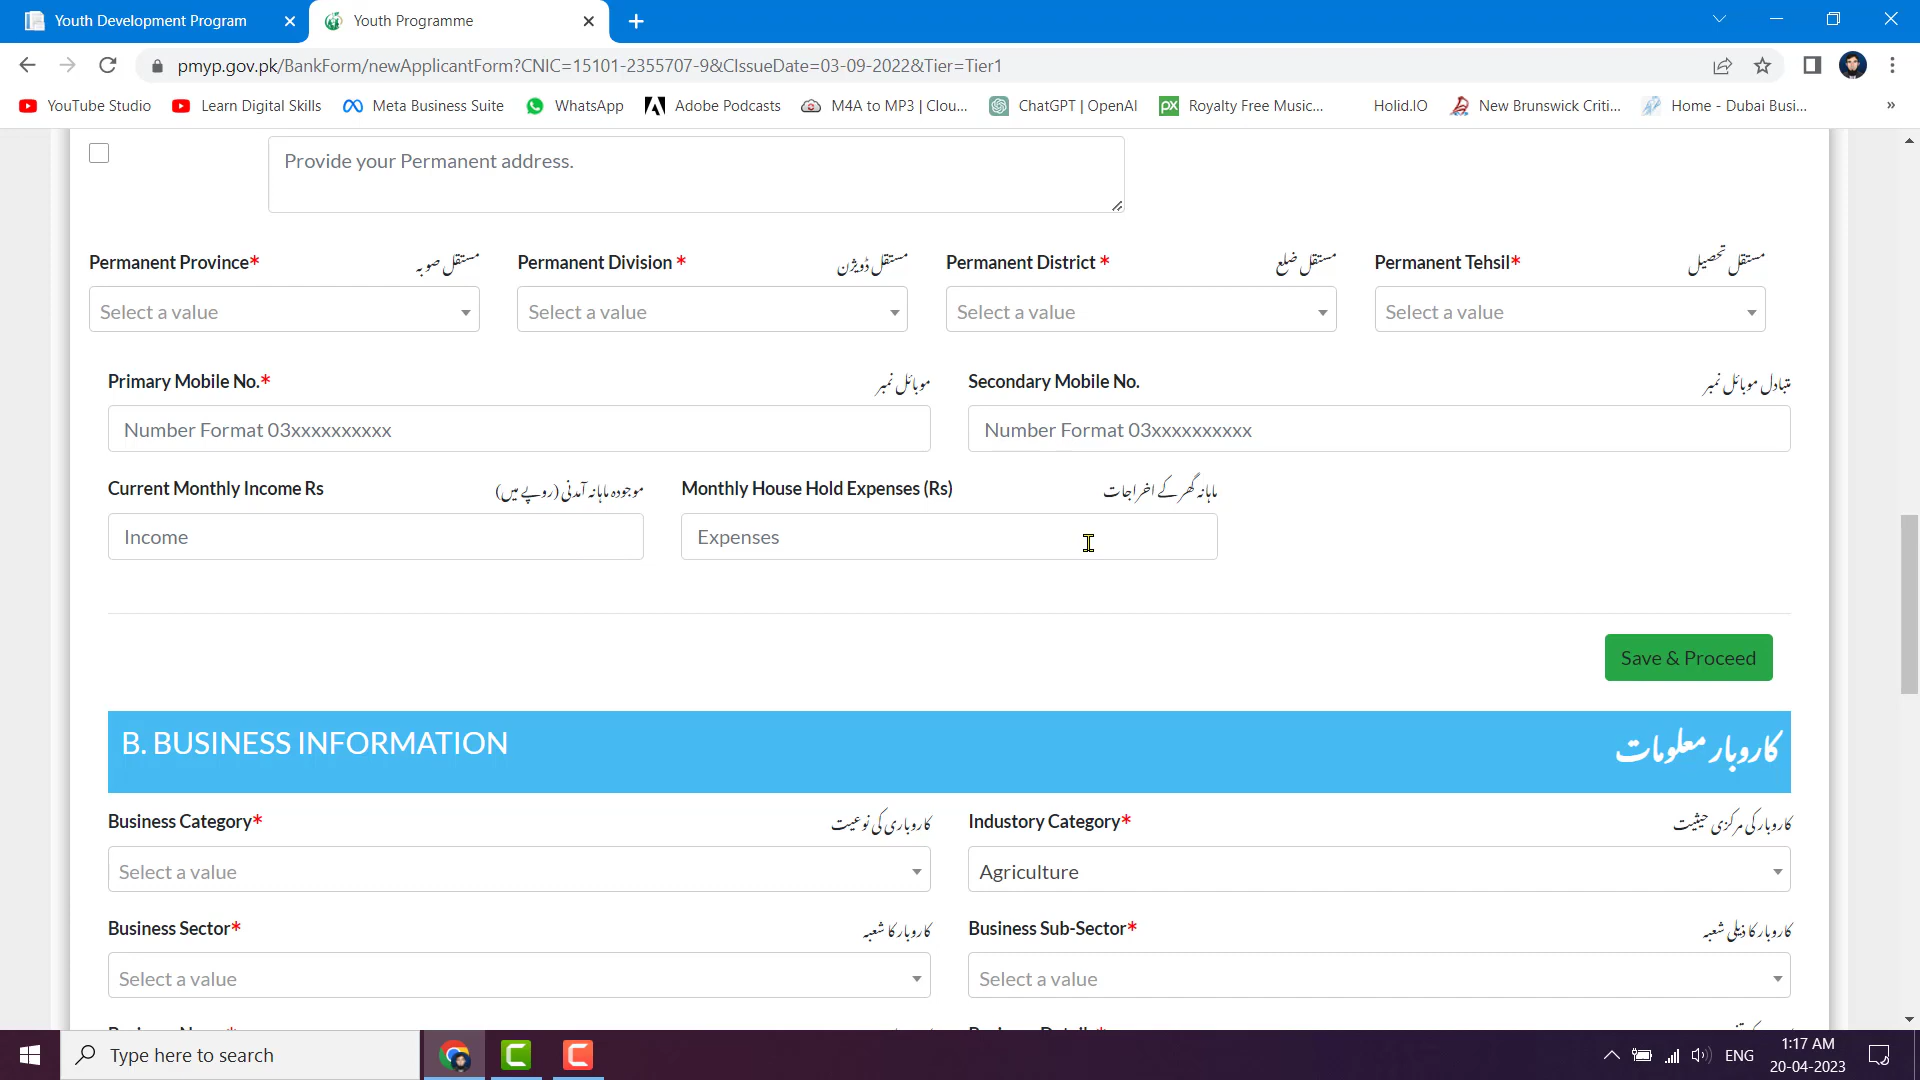 Youth Development Program
Youth Programme
pmyp.gov.pk/BankForm/newApplicantForm?CNIC=15101-2355707-9&CIssueDate=03-09-2022&Tier=Tier1
YouTube Studio
Learn Digital Skills
Meta Business Suite
WhatsApp
Adobe Podcasts
M4A to MP3 | Clou...
ChatGPT | OpenAI
Royalty Free Music...
Holid.IO
New Brunswick Criti...
Home - Dubai Busi...
»
Provide your Permanent address.
Permanent Province* مستقل صوبہ
Permanent Division * مستقل ڈویژن
Permanent District * مستقل ضلع
Permanent Tehsil* مستقل تحصیل
Select a value
Select a value
Select a value
Select a value
Primary Mobile No.* موبائل نمبر
Secondary Mobile No. متبادل موبائل نمبر
Number Format 03xxxxxxxxxx
Number Format 03xxxxxxxxxx
Current Monthly Income Rs موجودہ ماہانہ آمدنی (روپے میں)
Monthly House Hold Expenses (Rs) ماہانہ گھر کے اخراجات
Income
Expenses
Save & Proceed
B. BUSINESS INFORMATION کاروبار معلومات
Business Category* کاروباری کی نوعیت
Industory Category* کاروبار کی مرکزی حیثیت
Select a value
Agriculture
Business Sector* کاروبار کا شعبہ
Business Sub-Sector* کاروبار کا ذیلی شعبہ
Select a value
Select a value
Type here to search
ENG
1:17 AM
20-04-2023